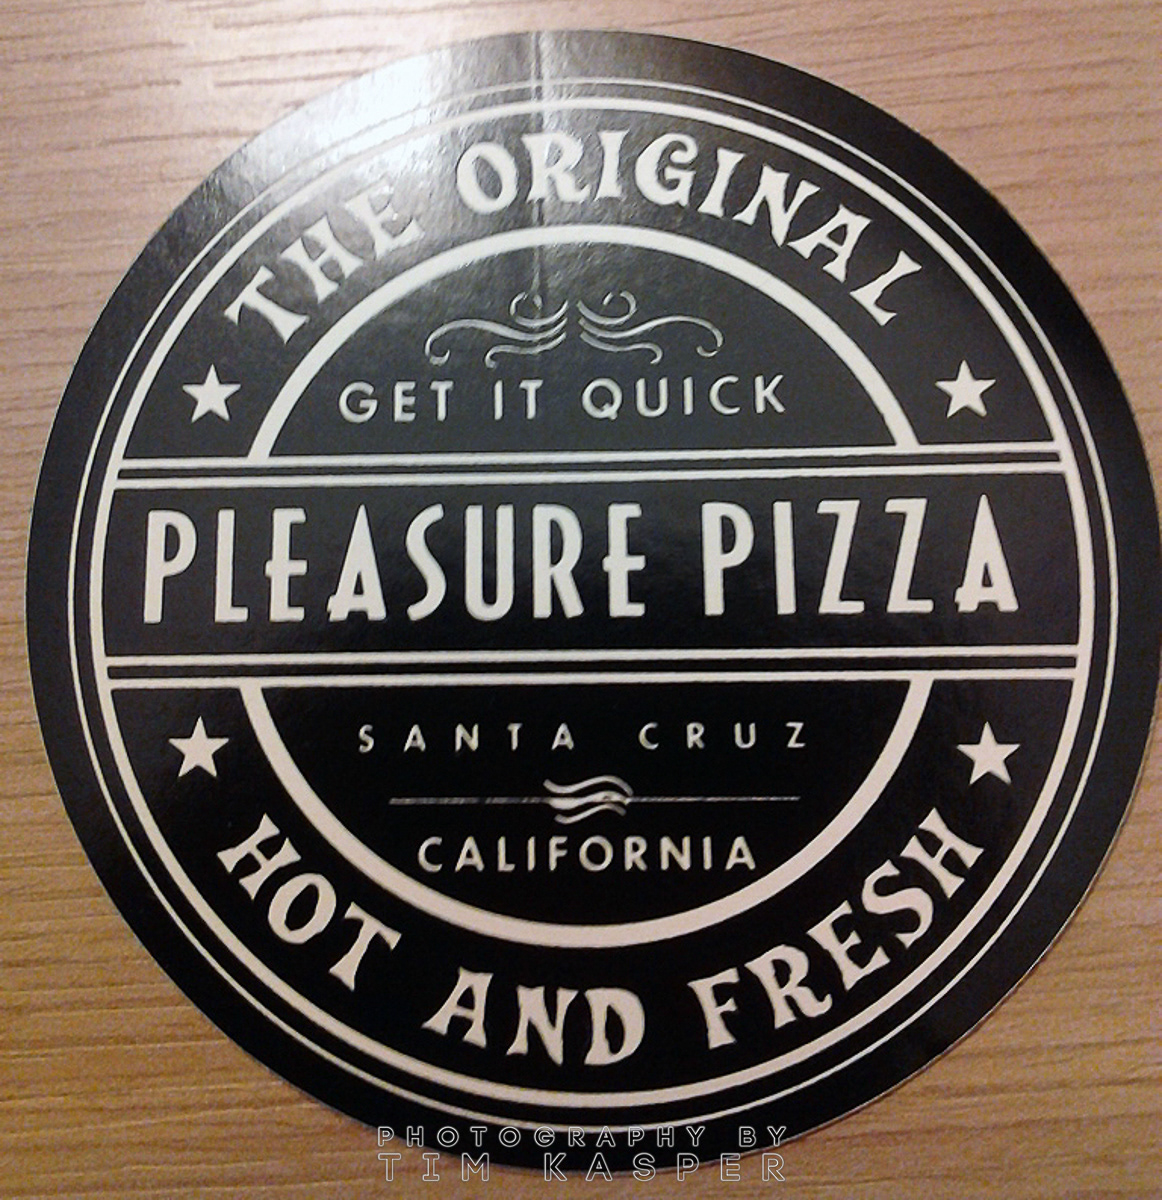 THE ORIGINAL
GET IT QUICK
PLEASURE PIZZA
SANTA CRUZ
CALIFORNIA
HOT AND FRESH
PHOTOGRAPHY BY
TIM KASPER